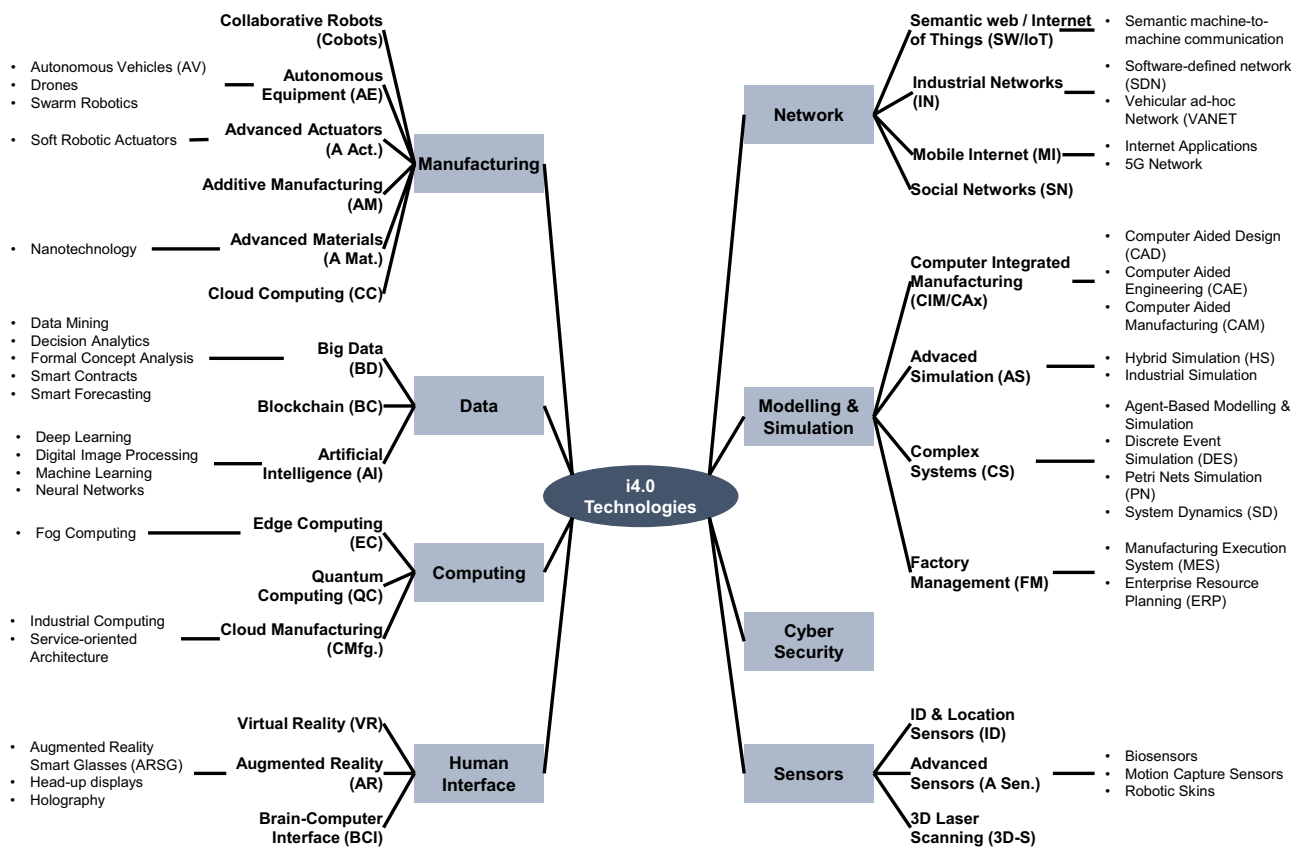 Collaborative Robots
(Cobots)
• Autonomous Vehicles (AV)
• Drones
• Swarm Robotics
Autonomous
Equipment (AE)
• Soft Robotic Actuators
Advanced Actuators
(A Act.)
Manufacturing
Additive Manufacturing
(AM)
• Nanotechnology
Advanced Materials
(A Mat.)
Cloud Computing (CC)
• Data Mining
• Decision Analytics
• Formal Concept Analysis
• Smart Contracts
• Smart Forecasting
Big Data
(BD)
Blockchain (BC)
Data
• Deep Learning
• Digital Image Processing
• Machine Learning
• Neural Networks
Artificial
Intelligence (AI)
i4.0
Technologies
• Fog Computing
Edge Computing
(EC)
Quantum
Computing (QC)
Computing
• Industrial Computing
• Service-oriented
Architecture
Cloud Manufacturing
(CMfg.)
Virtual Reality (VR)
• Augmented Reality
Smart Glasses (ARSG)
• Head-up displays
• Holography
Augmented Reality
(AR)
Human
Interface
Brain-Computer
Interface (BCI)
Semantic web / Internet
of Things (SW/IoT)
• Semantic machine-to-
machine communication
Network
Industrial Networks
(IN)
• Software-defined network
(SDN)
• Vehicular ad-hoc
Network (VANET
Mobile Internet (MI)
• Internet Applications
• 5G Network
Social Networks (SN)
Computer Integrated
Manufacturing
(CIM/CAx)
• Computer Aided Design
(CAD)
• Computer Aided
Engineering (CAE)
• Computer Aided
Manufacturing (CAM)
Advaced
Simulation (AS)
• Hybrid Simulation (HS)
• Industrial Simulation
Modelling &
Simulation
Complex
Systems (CS)
• Agent-Based Modelling &
Simulation
• Discrete Event
Simulation (DES)
• Petri Nets Simulation
(PN)
• System Dynamics (SD)
Factory
Management (FM)
• Manufacturing Execution
System (MES)
• Enterprise Resource
Planning (ERP)
Cyber
Security
ID & Location
Sensors (ID)
Sensors
Advanced
Sensors (A Sen.)
• Biosensors
• Motion Capture Sensors
• Robotic Skins
3D Laser
Scanning (3D-S)